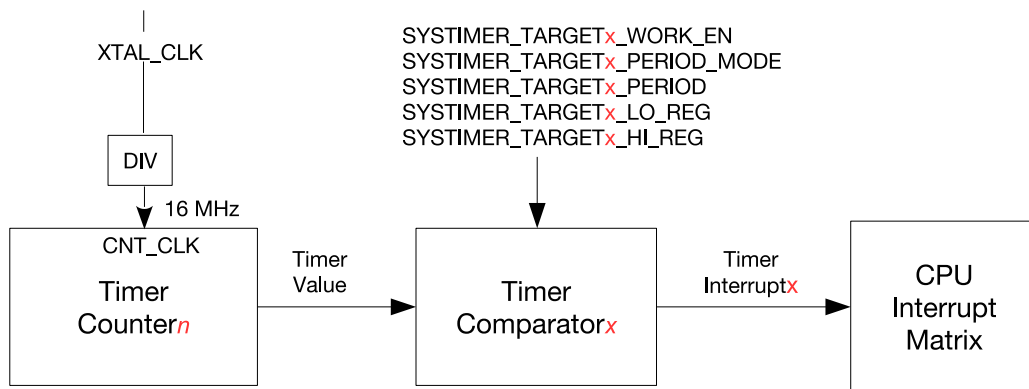 XTAL_CLK
SYSTIMER_TARGETx_WORK_EN
SYSTIMER_TARGETx_PERIOD_MODE
SYSTIMER_TARGETx_PERIOD
SYSTIMER_TARGETx_LO_REG
SYSTIMER_TARGETx_HI_REG
DIV
16 MHz
CNT_CLK
Timer
Countern
Timer
Value
Timer
Comparatorx
Timer
Interruptx
CPU
Interrupt
Matrix